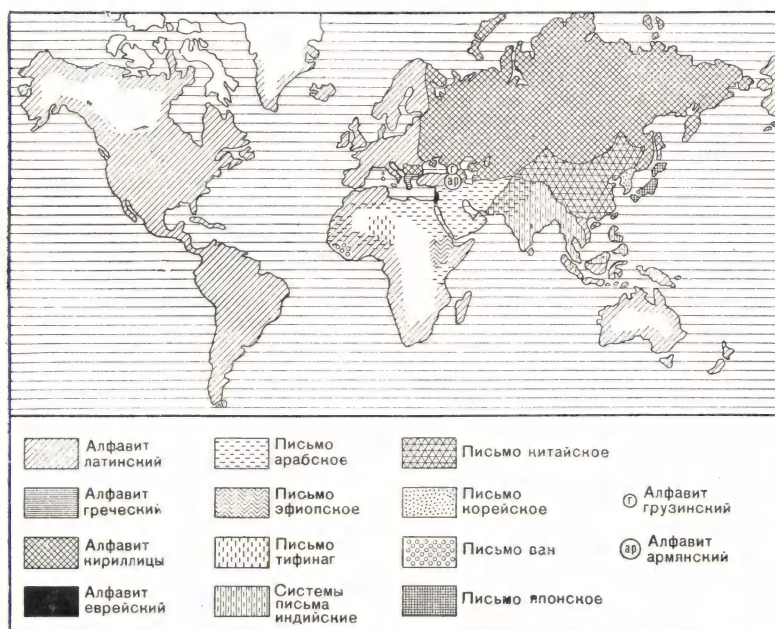 ар
Алфавит
латинский
Алфавит
греческий
Алфавит
кириллицы
Алфавит
еврейский
Письмо
арабское
Письмо
эфиопское
Письмо
тифинаг
Системы
письма
индийские
Письмо китайское
Письмо
корейское
Письмо ваи
Письмо японское
г Алфавит
грузинский
ар Алфавит
армянский